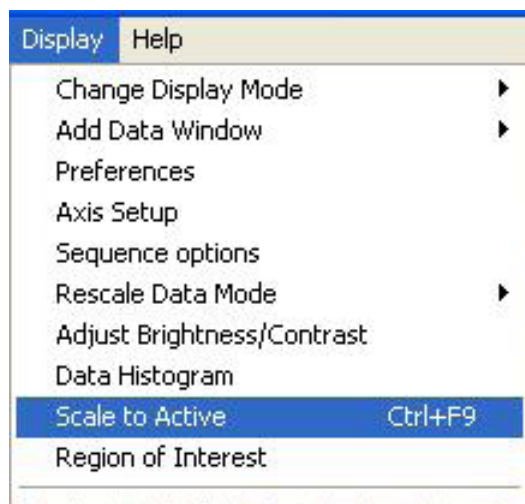 Display Help
Change Display Mode
Add Data Window
Preferences
Axis Setup
Sequence options
Rescale Data Mode
Adjust Brightness/Contrast
Data Histogram
Scale to Active Ctrl+F9
Region of Interest